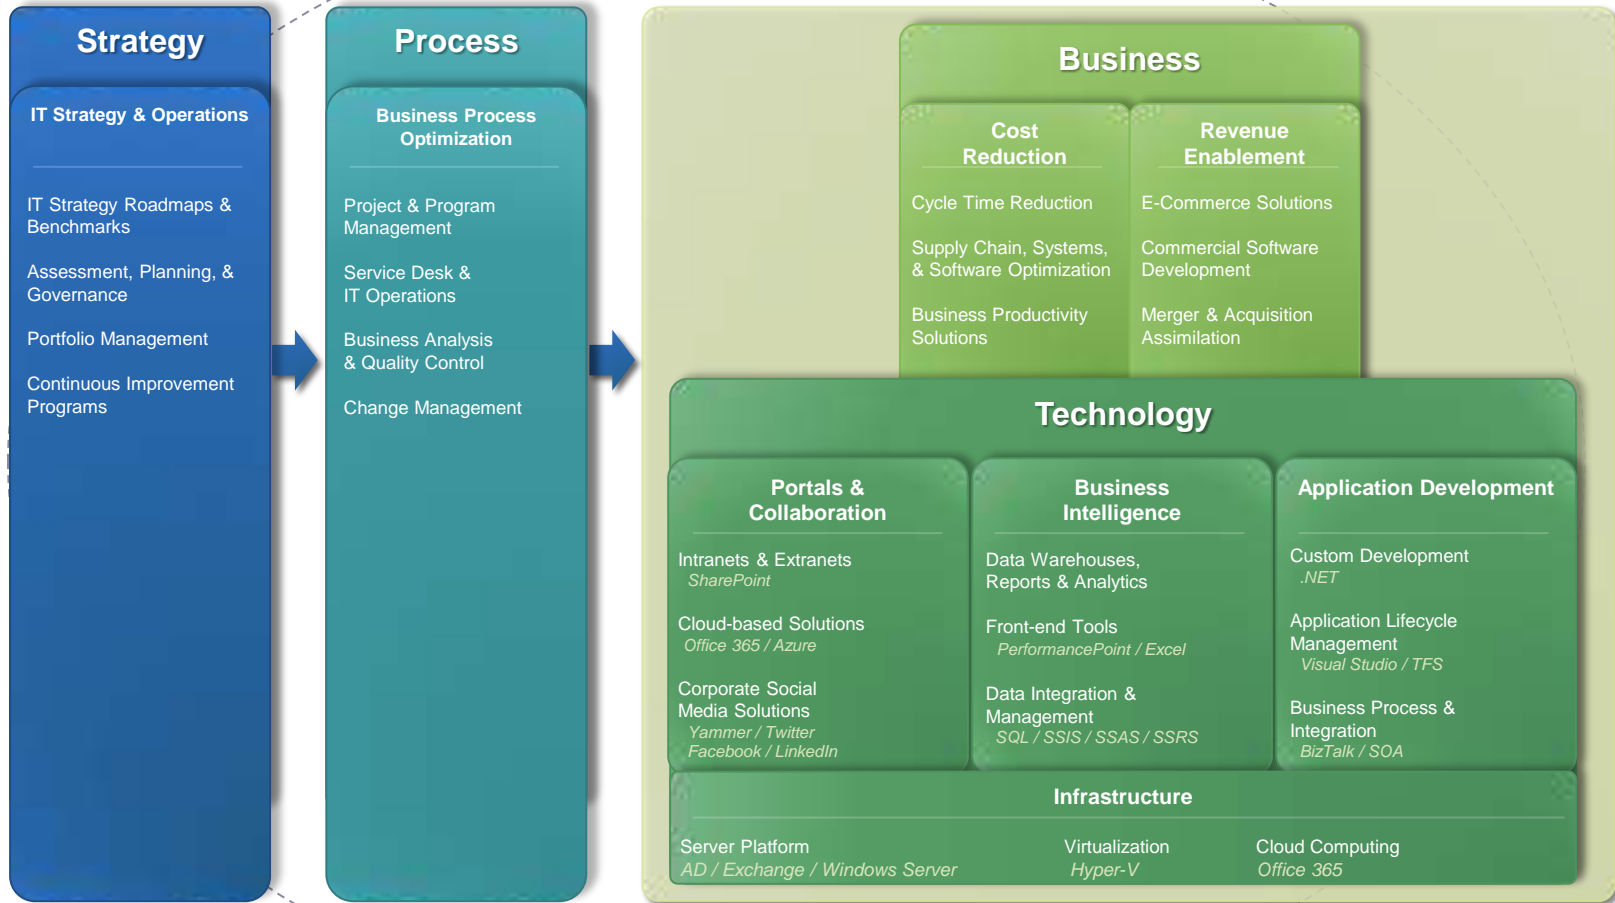 Strategy
IT Strategy & Operations
IT Strategy Roadmaps &
Benchmarks
Assessment, Planning, &
Governance
Portfolio Management
Continuous Improvement
Programs
Process
Business Process
Optimization
Project & Program
Management
Service Desk &
IT Operations
Business Analysis
& Quality Control
Change Management
Business
Cost
Reduction
Cycle Time Reduction
Supply Chain, Systems,
& Software Optimization
Business Productivity
Solutions
Revenue
Enablement
E-Commerce Solutions
Commercial Software
Development
Merger & Acquisition
Assimilation
Technology
Portals &
Collaboration
Intranets & Extranets
SharePoint
Cloud-based Solutions
Office 365 / Azure
Corporate Social
Media Solutions
Yammer / Twitter
Facebook / LinkedIn
Business
Intelligence
Data Warehouses,
Reports & Analytics
Front-end Tools
PerformancePoint / Excel
Data Integration &
Management
SQL / SSIS / SSAS / SSRS
Application Development
Custom Development
.NET
Application Lifecycle
Management
Visual Studio / TFS
Business Process &
Integration
BizTalk / SOA
Infrastructure
Server Platform
AD / Exchange / Windows Server
Virtualization
Hyper-V
Cloud Computing
Office 365